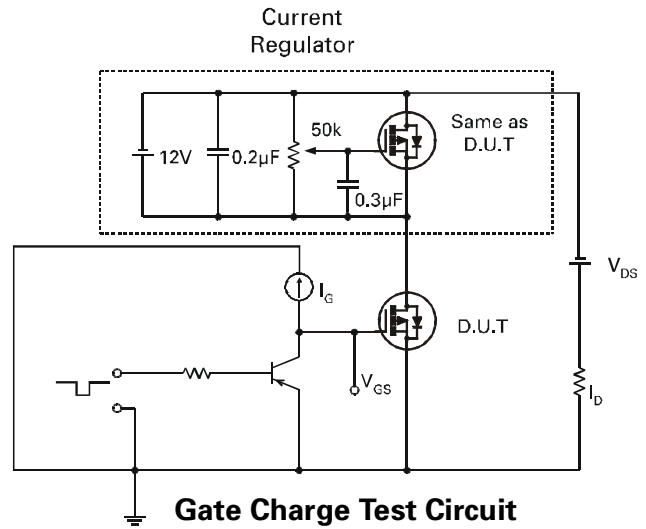 Current
Regulator
12V
0.2µF
50k
0.3µF
Same as
D.U.T
I_G
V_GS
D.U.T
V_DS
I_D
Gate Charge Test Circuit